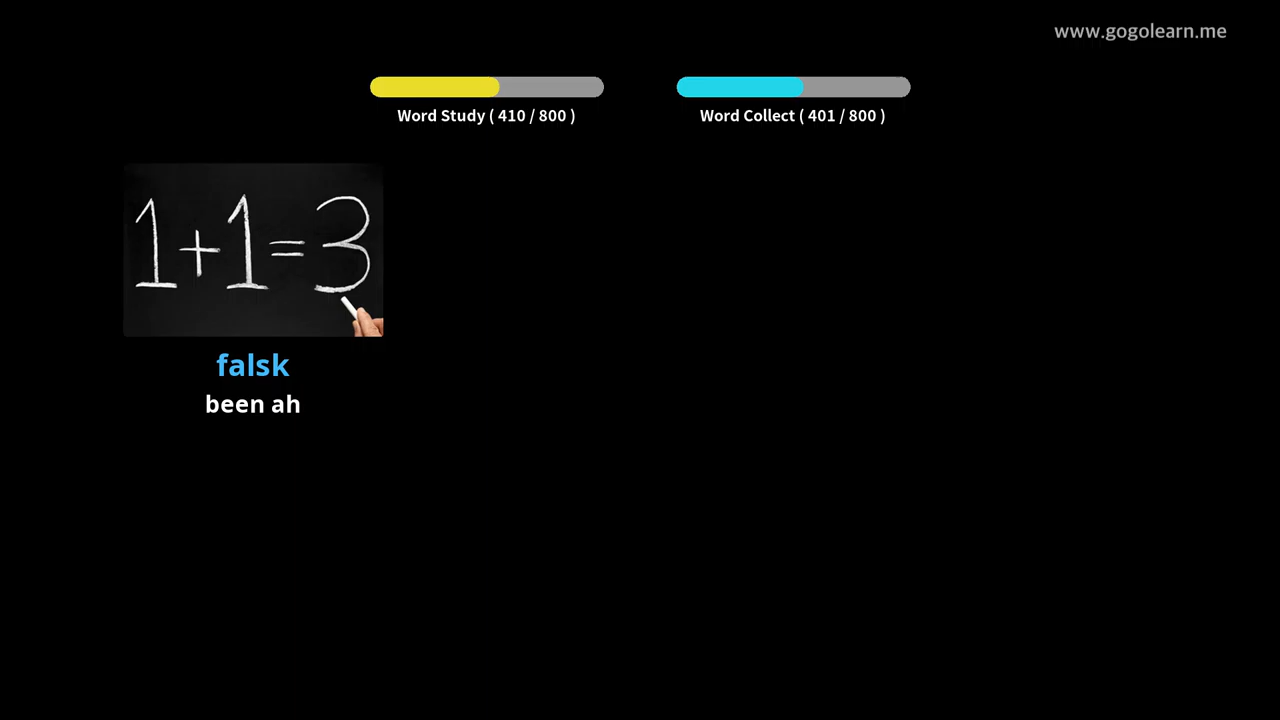 www.gogolearn.me
Word Study ( 410 / 800 )
Word Collect ( 401 / 800 )
1+1=3
falsk
been ah